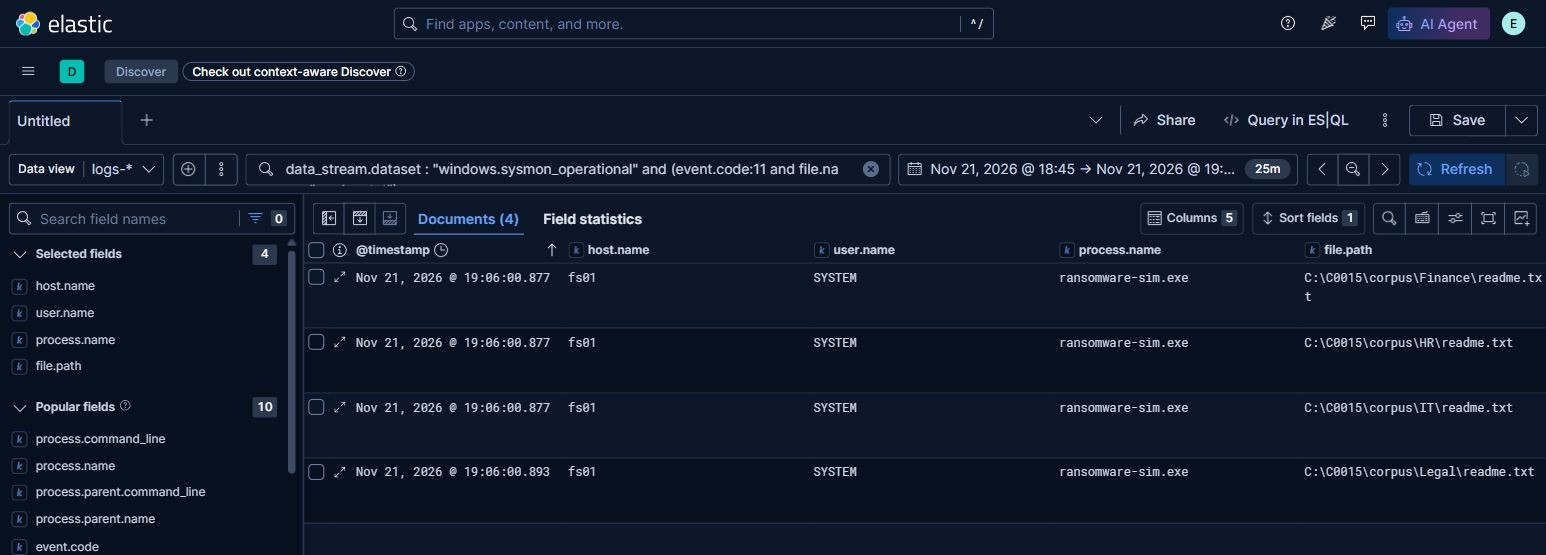 elastic
Find apps, content, and more.
^/
AI Agent
E
D
Discover
Check out context-aware Discover
Untitled
Share
Query in ES|QL
Save
Data view
logs-*
data_stream.dataset : "windows.sysmon_operational" and (event.code:11 and file.na
Nov 21, 2026 @ 18:45 → Nov 21, 2026 @ 19:...
25m
Refresh
Search field names
0
Documents (4)
Field statistics
Columns 5
Sort fields 1
Selected fields
4
k host.name
k user.name
k process.name
k file.path
Popular fields
10
k process.command_line
k process.name
k process.parent.command_line
k process.parent.name
k event.code
@timestamp
k host.name
k user.name
k process.name
k file.path
Nov 21, 2026 @ 19:06:00.877 fs01 SYSTEM ransomware-sim.exe C:\C0015\corpus\Finance\readme.tx
t
Nov 21, 2026 @ 19:06:00.877 fs01 SYSTEM ransomware-sim.exe C:\C0015\corpus\HR\readme.txt
Nov 21, 2026 @ 19:06:00.877 fs01 SYSTEM ransomware-sim.exe C:\C0015\corpus\IT\readme.txt
Nov 21, 2026 @ 19:06:00.893 fs01 SYSTEM ransomware-sim.exe C:\C0015\corpus\Legal\readme.txt